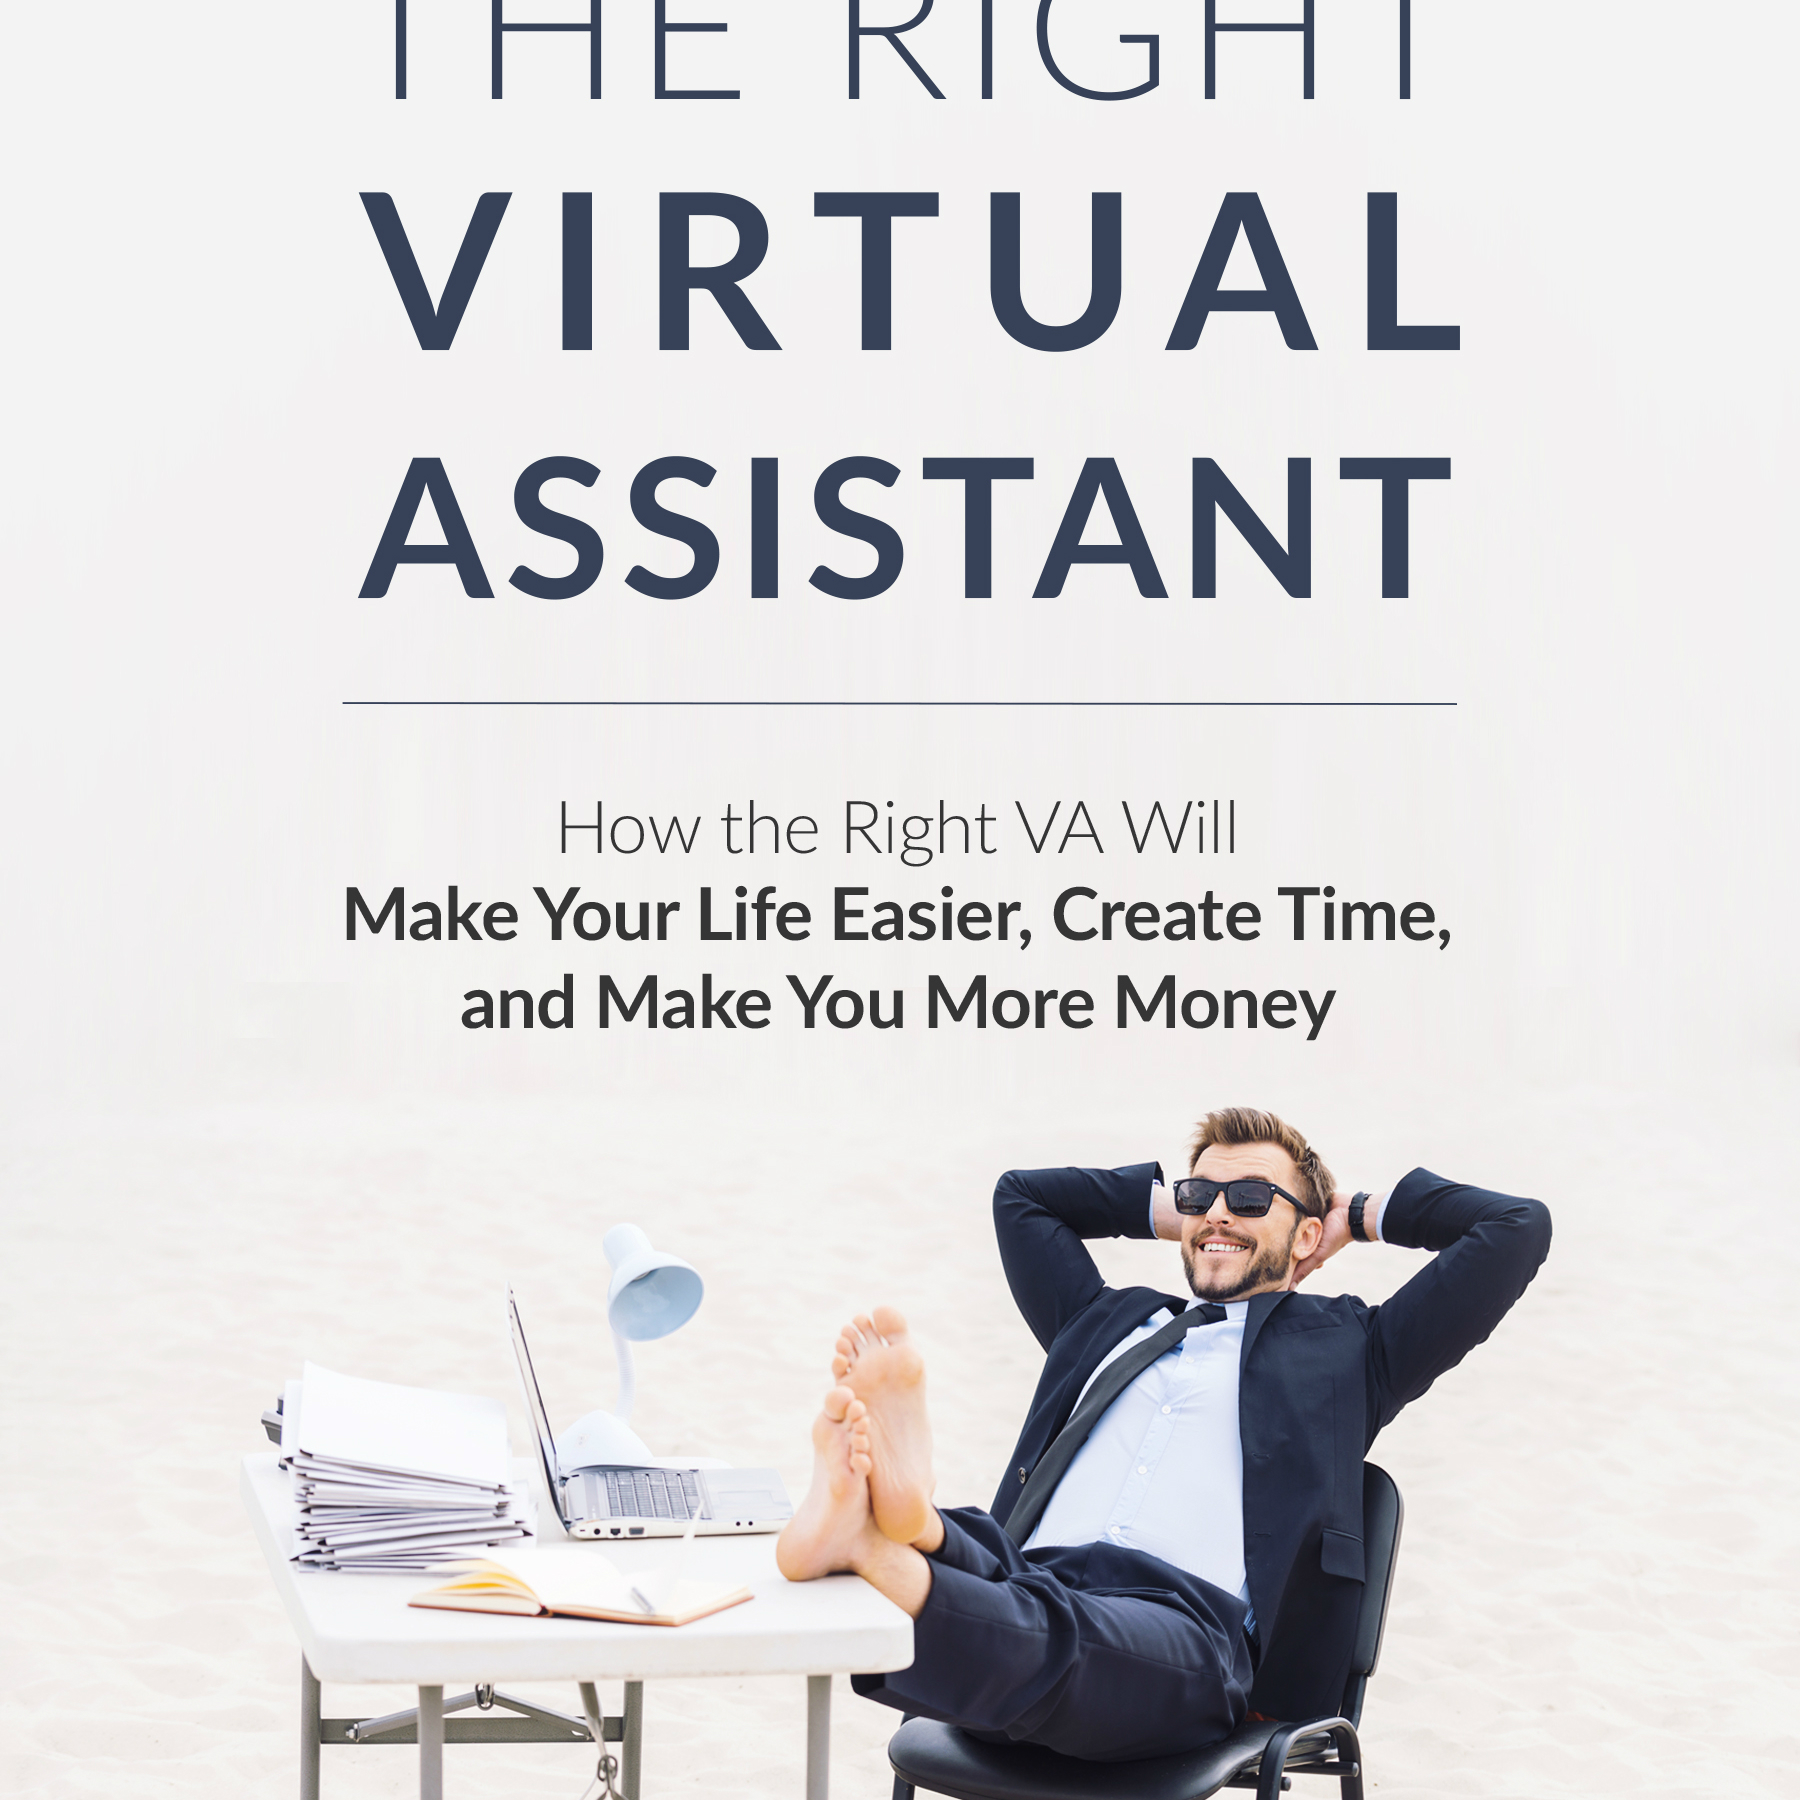 THE RIGHT
VIRTUAL
ASSISTANT
How the Right VA Will
Make Your Life Easier, Create Time,
and Make You More Money